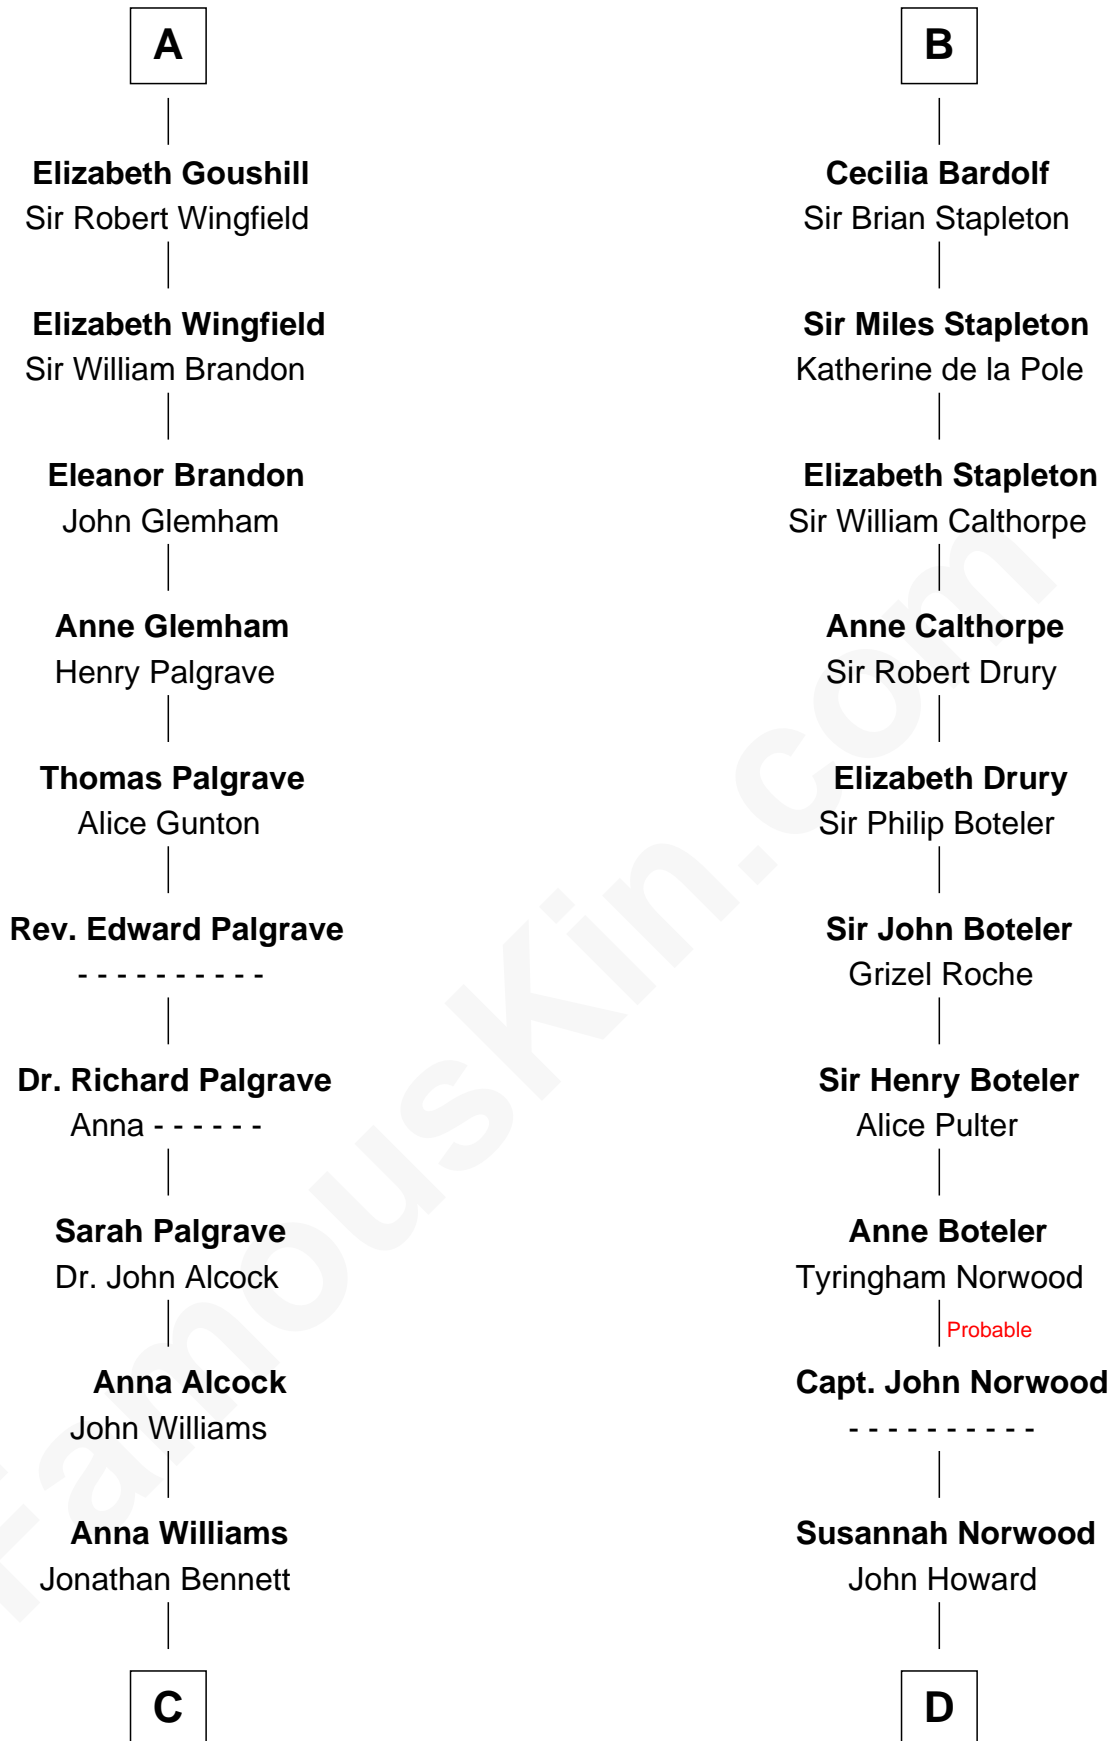 A
Elizabeth Goushill
Sir Robert Wingfield
Elizabeth Wingfield
Sir William Brandon
Eleanor Brandon
John Glemham
Anne Glemham
Henry Palgrave
Thomas Palgrave
Alice Gunton
Rev. Edward Palgrave
- - - - - - - - - -
Dr. Richard Palgrave
Anna - - - - - -
Sarah Palgrave
Dr. John Alcock
Anna Alcock
John Williams
Anna Williams
Jonathan Bennett
C
B
Cecilia Bardolf
Sir Brian Stapleton
Sir Miles Stapleton
Katherine de la Pole
Elizabeth Stapleton
Sir William Calthorpe
Anne Calthorpe
Sir Robert Drury
Elizabeth Drury
Sir Philip Boteler
Sir John Boteler
Grizel Roche
Sir Henry Boteler
Alice Pulter
Anne Boteler
Tyringham Norwood
Probable
Capt. John Norwood
- - - - - - - - - -
Susannah Norwood
John Howard
D
FamousKin.com